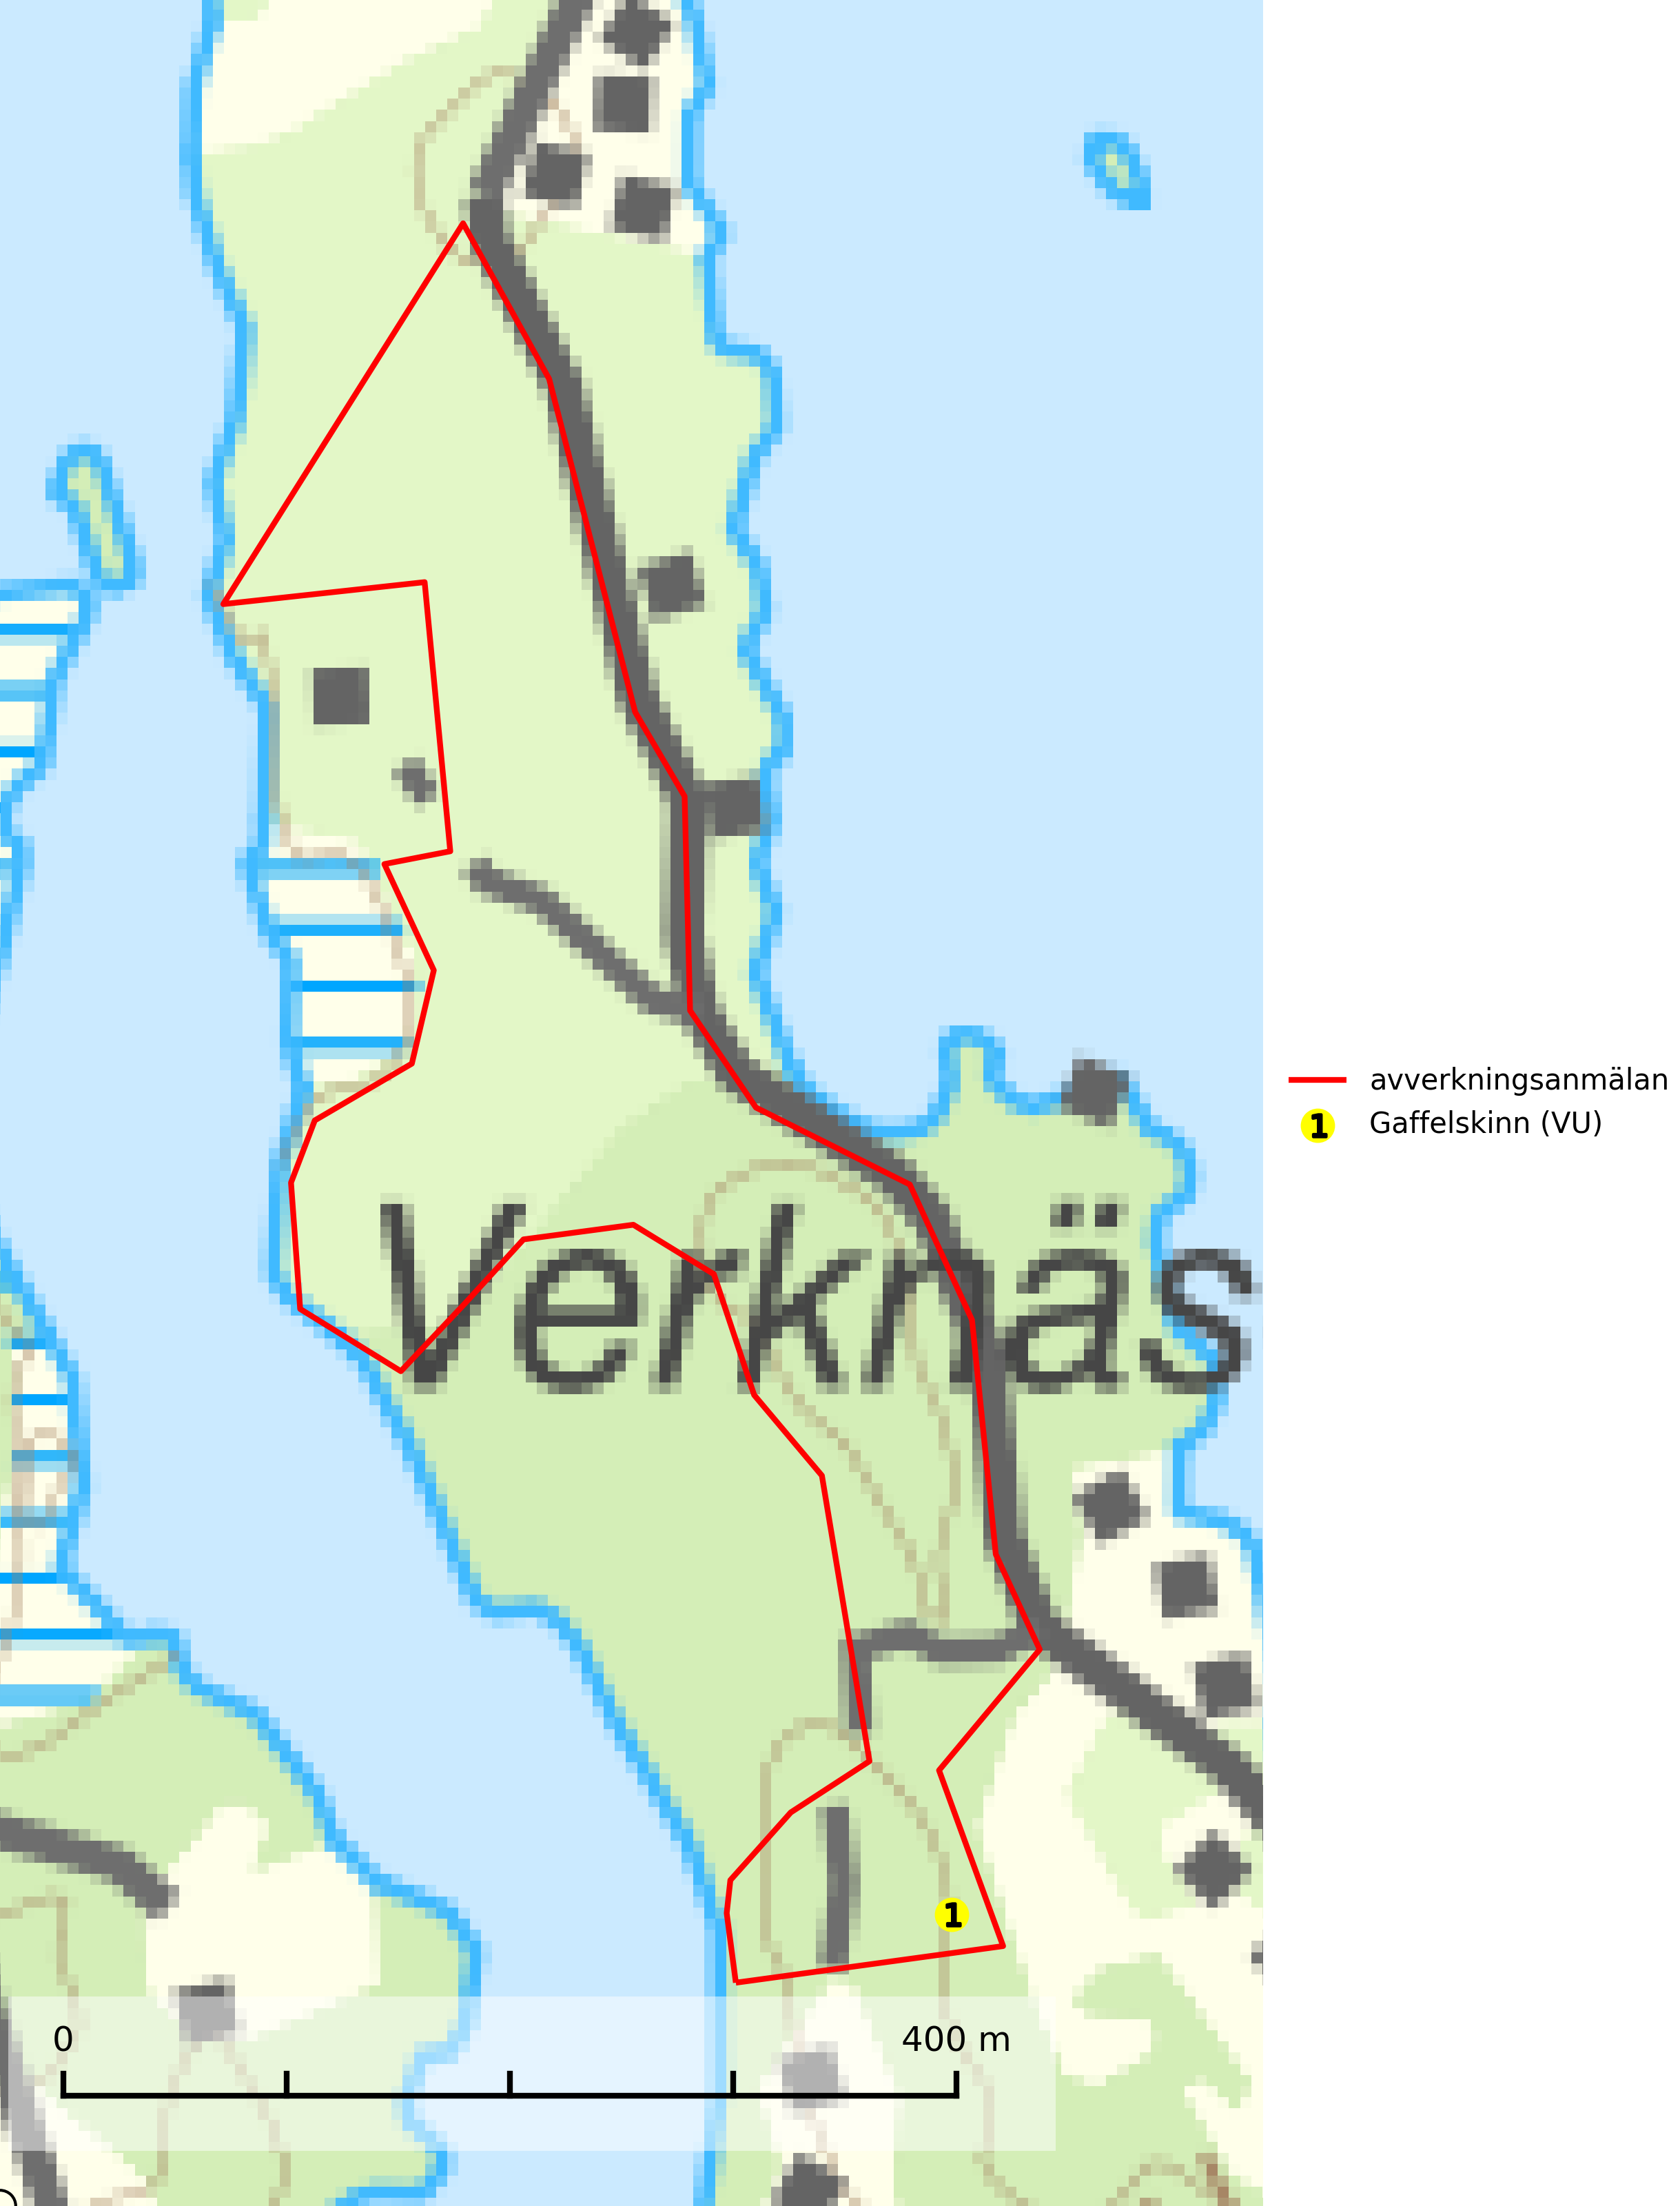 avverkningsanmälan
1 Gaffelskinn (VU)
Verknäs
1
0 400 m